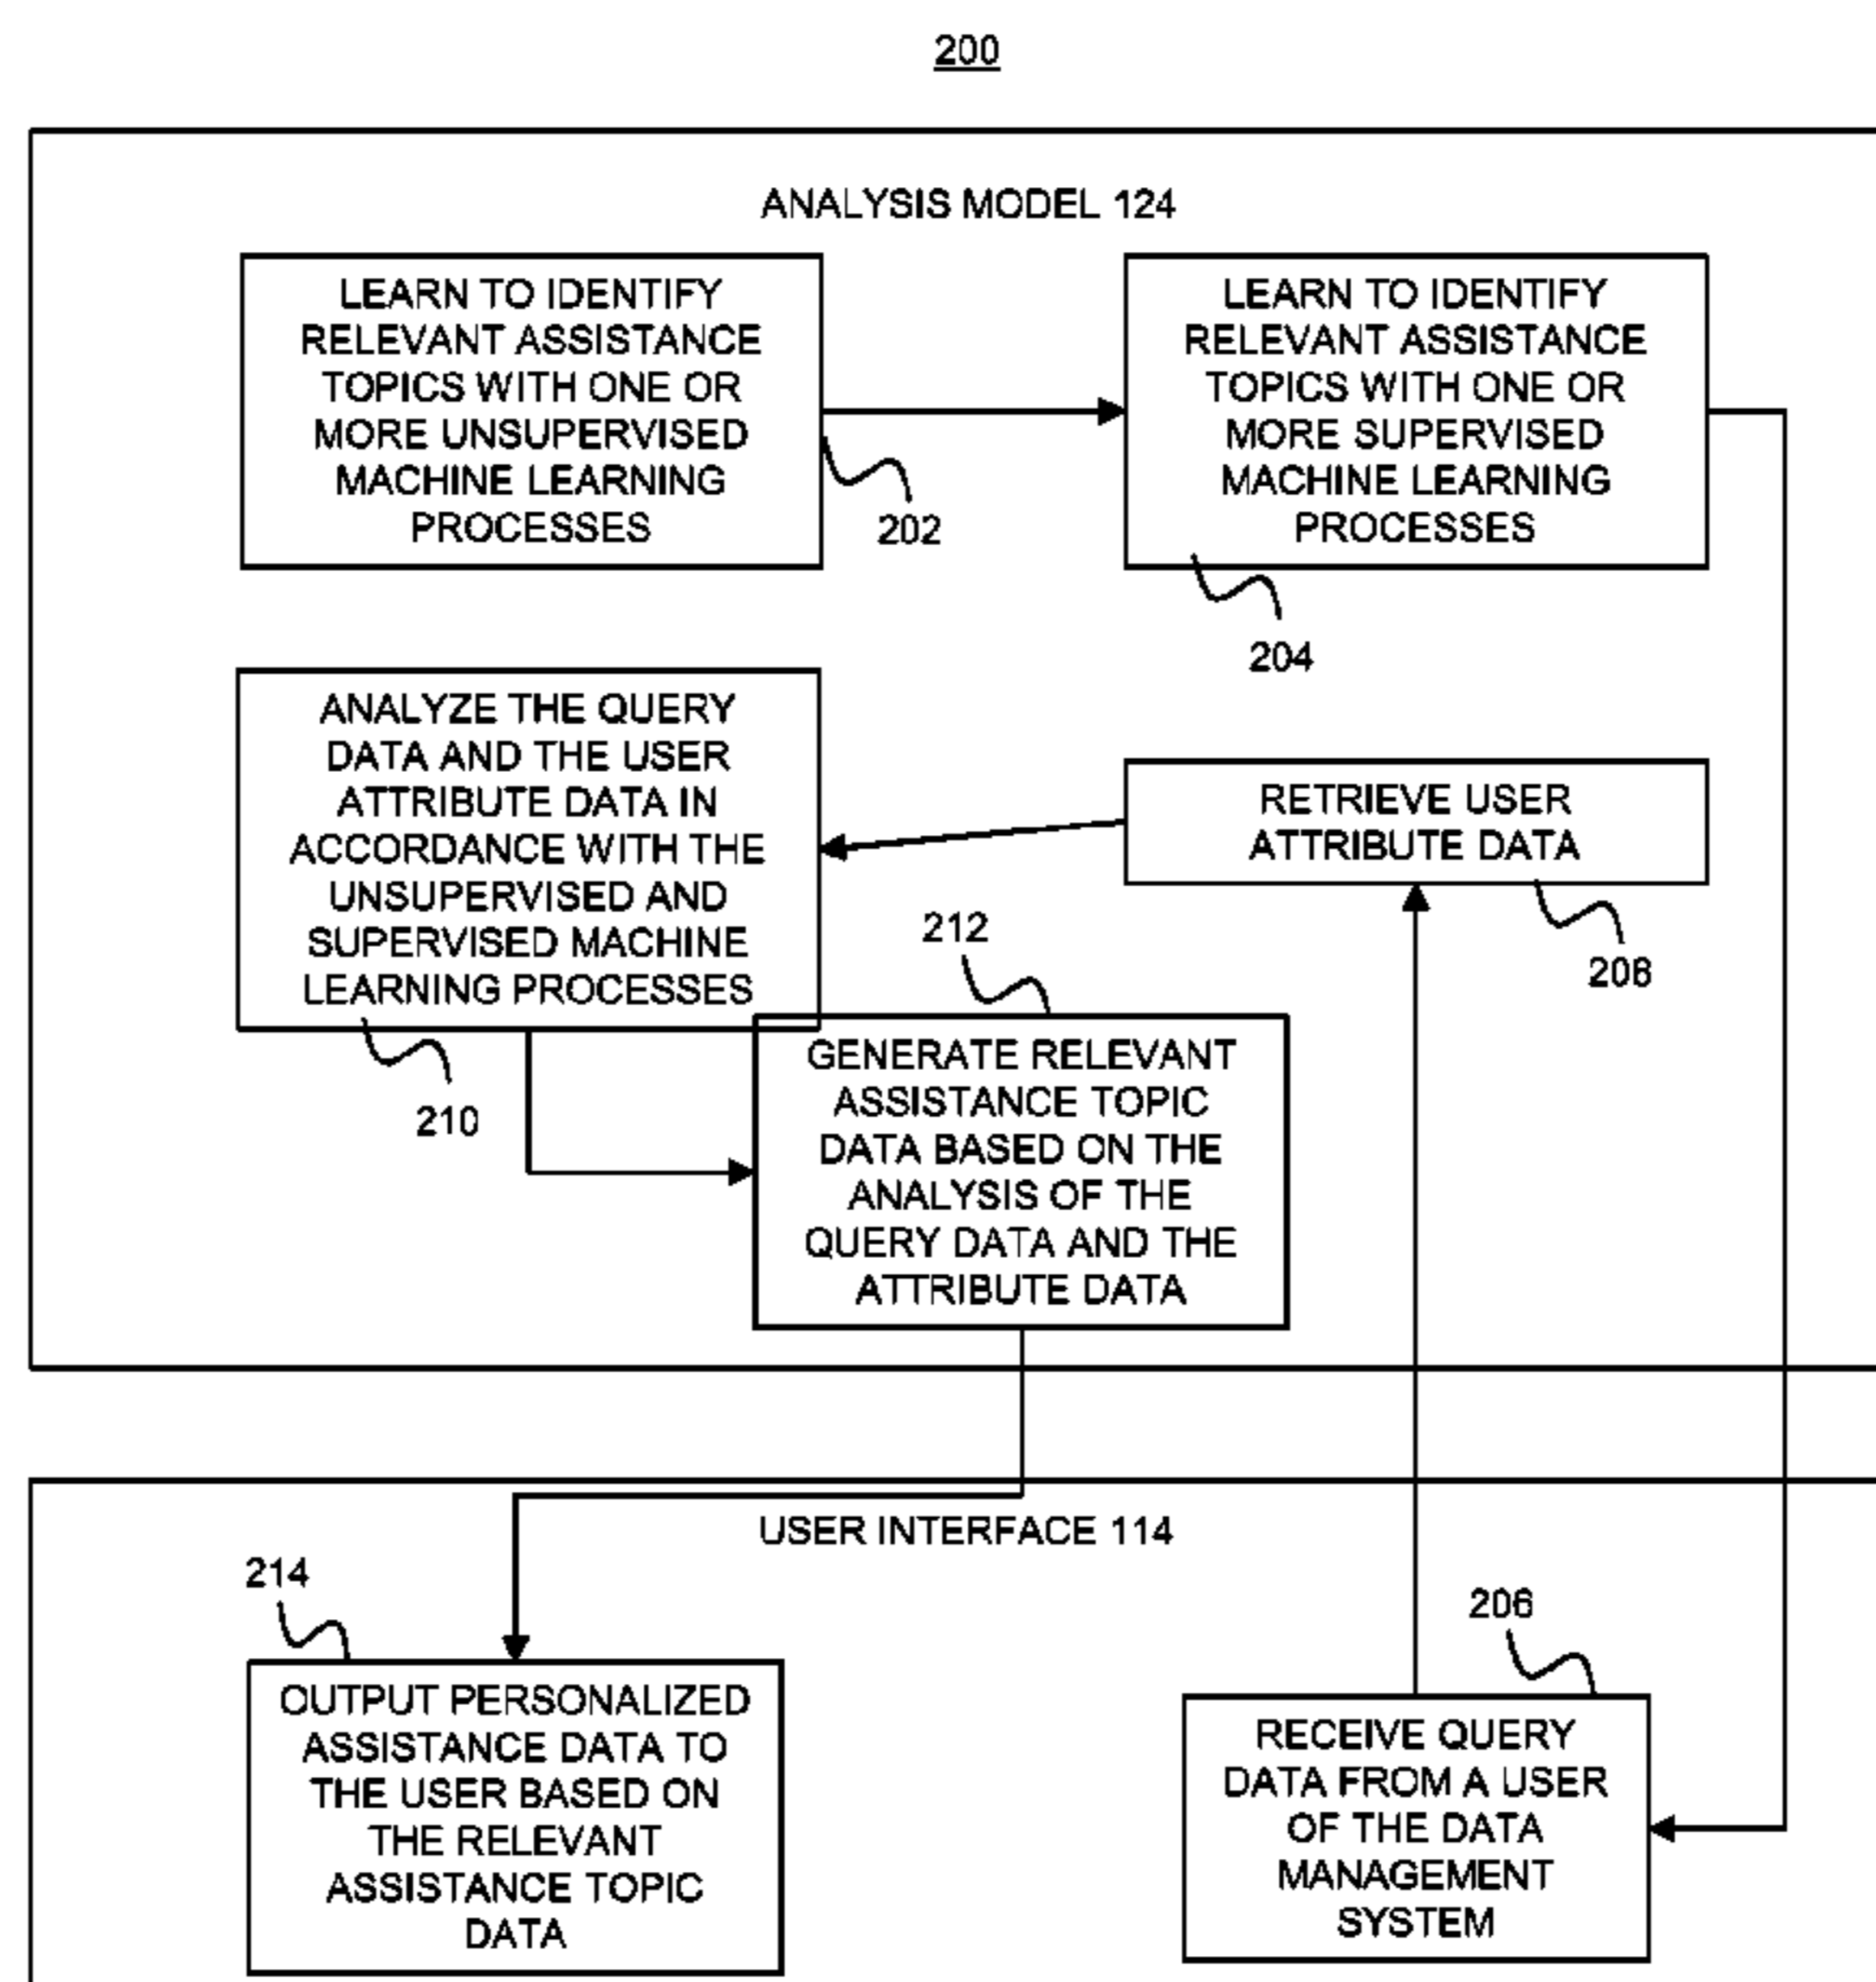 200
ANALYSIS MODEL 124
LEARN TO IDENTIFY
RELEVANT ASSISTANCE
TOPICS WITH ONE OR
MORE UNSUPERVISED
MACHINE LEARNING
PROCESSES
202
LEARN TO IDENTIFY
RELEVANT ASSISTANCE
TOPICS WITH ONE OR
MORE SUPERVISED
MACHINE LEARNING
PROCESSES
204
ANALYZE THE QUERY
DATA AND THE USER
ATTRIBUTE DATA IN
ACCORDANCE WITH THE
UNSUPERVISED AND
SUPERVISED MACHINE
LEARNING PROCESSES
210
RETRIEVE USER
ATTRIBUTE DATA
208
212
GENERATE RELEVANT
ASSISTANCE TOPIC
DATA BASED ON THE
ANALYSIS OF THE
QUERY DATA AND THE
ATTRIBUTE DATA
USER INTERFACE 114
214
OUTPUT PERSONALIZED
ASSISTANCE DATA TO
THE USER BASED ON
THE RELEVANT
ASSISTANCE TOPIC
DATA
206
RECEIVE QUERY
DATA FROM A USER
OF THE DATA
MANAGEMENT
SYSTEM